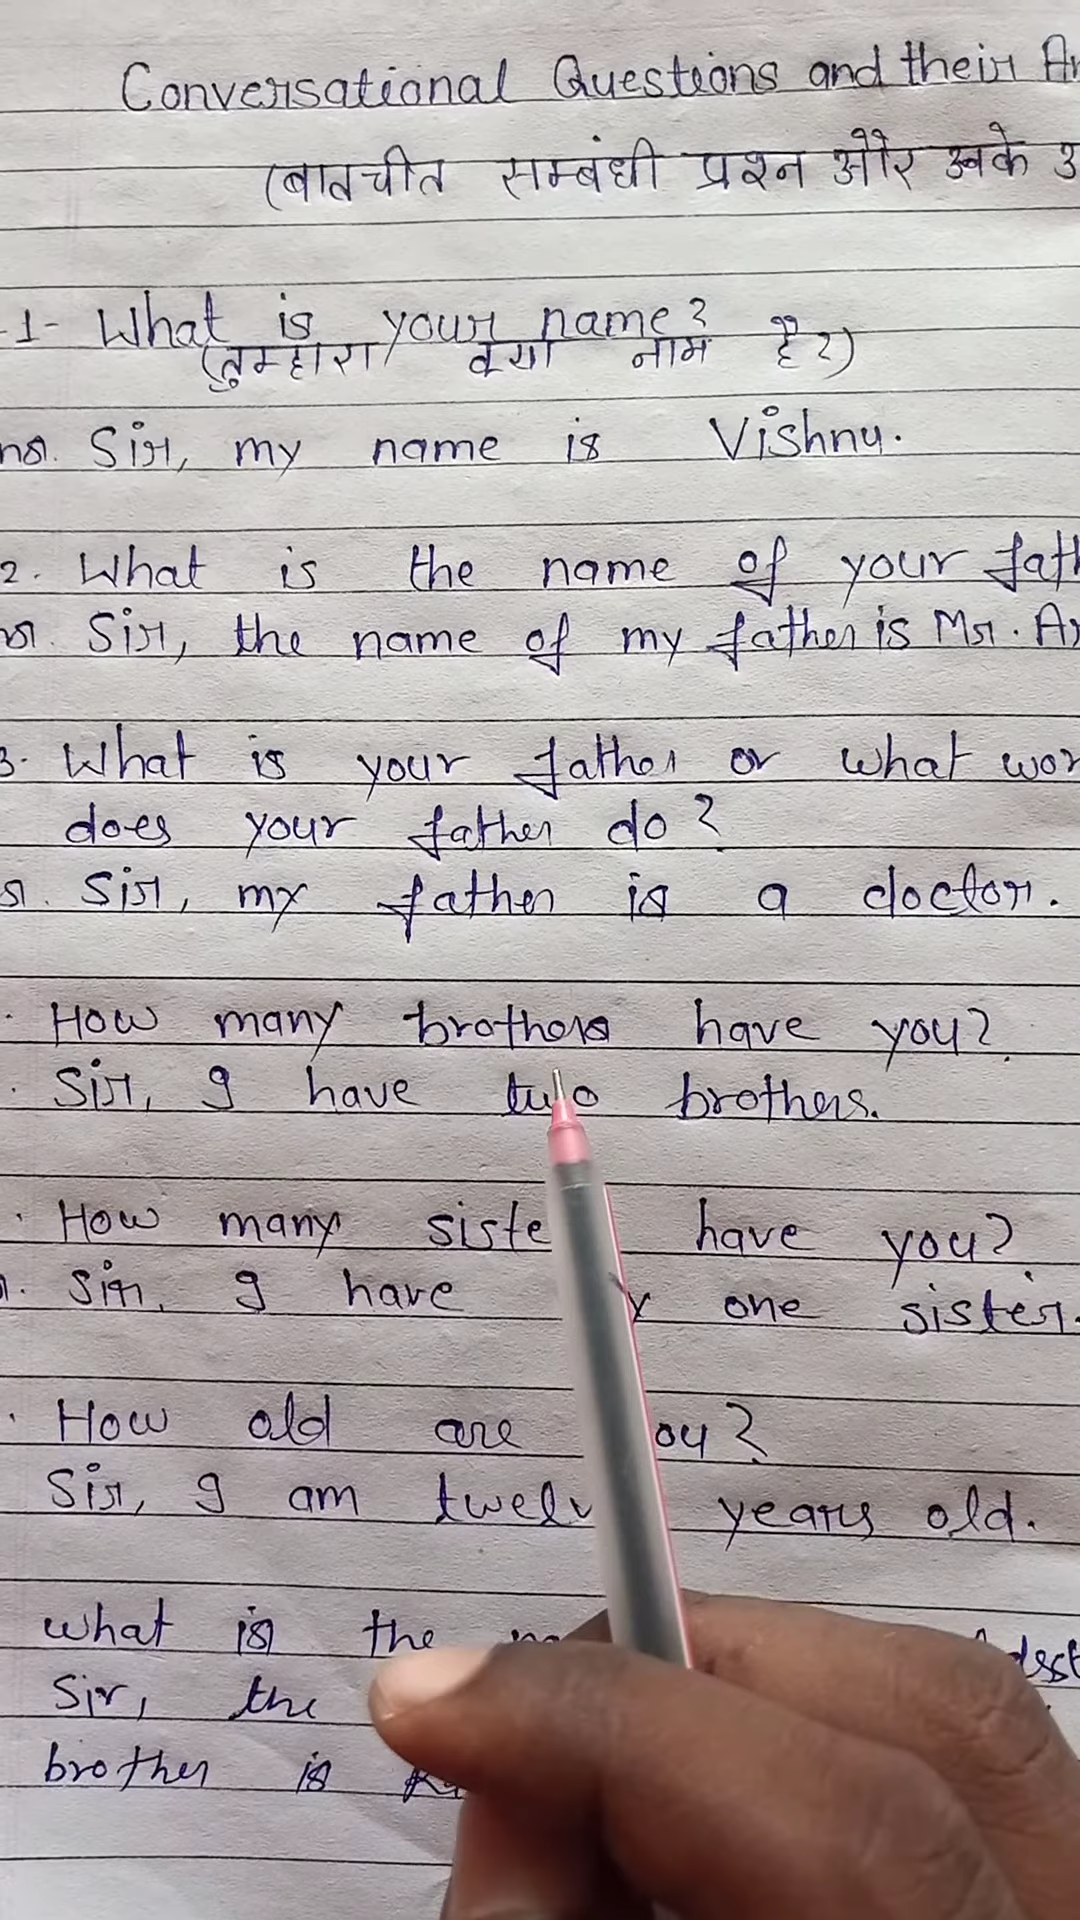 Conversational Questions and their
(बातचीत सम्बंधी प्रश्न और उनके
1- What is your name?
(तुम्हारा क्या नाम है?)
Sir, my name is Vishnu.
2. What is the name of your
Sir, the name of my father is Mr.
3. What is your father or what
does your father do?
Sir, my father is a doctor.
How many brothers have you?
Sir, I have two brothers.
How many have you?
Sir, I have one sister.
How old are
Sir, I am years old.
what is the
Sir, the
brother is